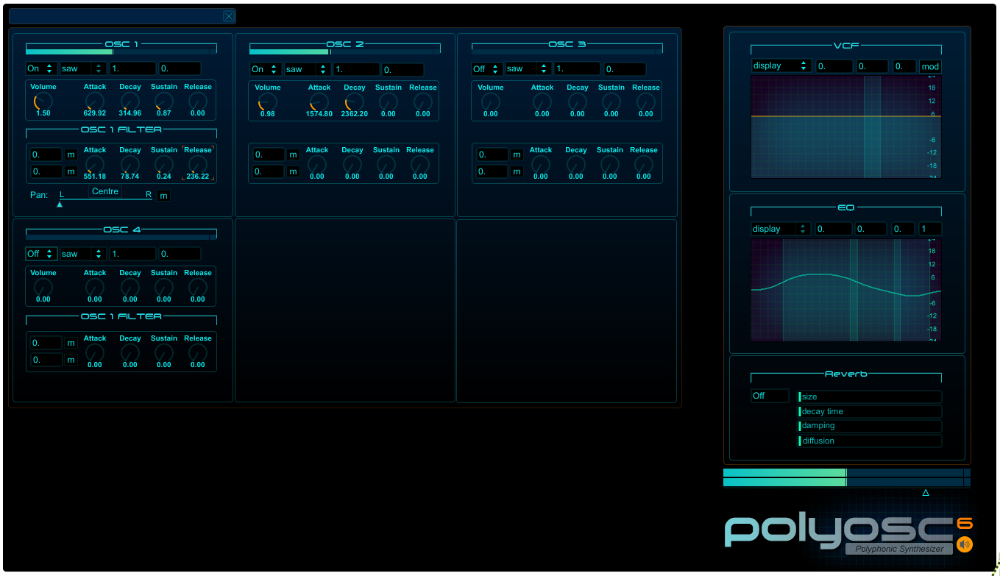 OSC 1
On saw 1. 0.
Volume Attack Decay Sustain Release
1.50 629.92 314.96 0.87 0.00
OSC 1 FILTER
0. m Attack Decay Sustain Release
0. m 551.18 78.74 0.24 236.22
Pan: L Centre R m
OSC 2
On saw 1. 0.
Volume Attack Decay Sustain Release
0.98 1574.80 2362.20 0.00 0.00
0. m Attack Decay Sustain Release
0. m 0.00 0.00 0.00 0.00
OSC 3
Off saw 1. 0.
Volume Attack Decay Sustain Release
0.00 0.00 0.00 0.00 0.00
0. m Attack Decay Sustain Release
0. m 0.00 0.00 0.00 0.00
OSC 4
Off saw 1. 0.
Volume Attack Decay Sustain Release
0.00 0.00 0.00 0.00 0.00
OSC 1 FILTER
0. m Attack Decay Sustain Release
0. m 0.00 0.00 0.00 0.00
VCF
display 0. 0. 0. mod
24
18
12
6
-6
-12
-18
24
EQ
display 0. 0. 0. 1
24
18
12
6
-6
-12
-18
24
Reverb
Off size
decay time
damping
diffusion
polyosc 6
Polyphonic Synthesizer